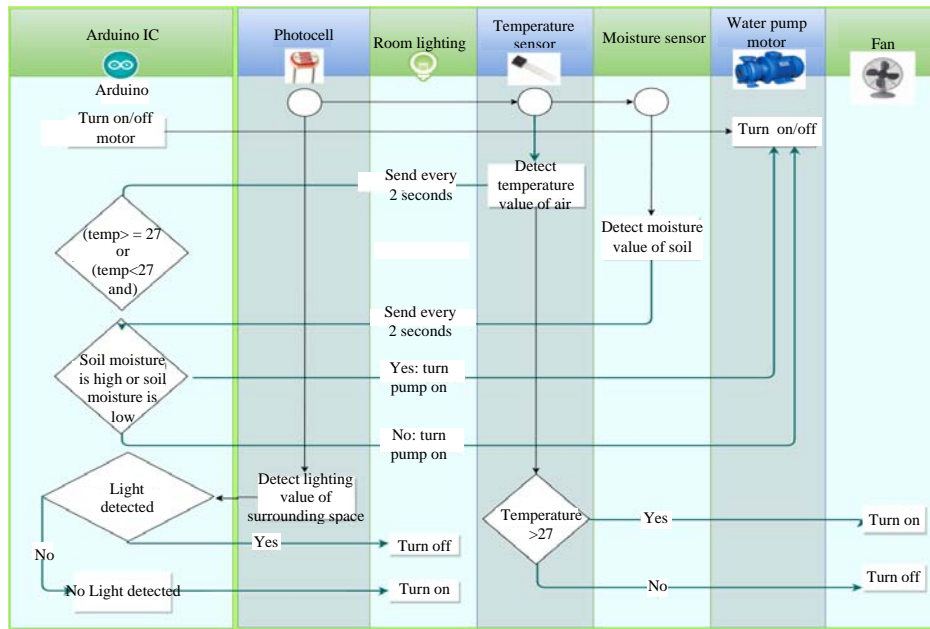 Arduino IC
Arduino
Photocell
Room lighting
Temperature
sensor
Moisture sensor
Water pump
motor
Fan
Turn on/off
motor
Turn on/off
Send every
2 seconds
Detect
temperature
value of air
(temp> = 27
or
(temp<27
and)
Detect moisture
value of soil
Send every
2 seconds
Soil moisture
is high or soil
moisture is
low
Yes: turn
pump on
No: turn
pump on
Light
detected
Detect lighting
value of
surrounding space
Temperature
>27
Yes
Turn on
Yes
Turn off
No
No Light detected
Turn on
No
Turn off